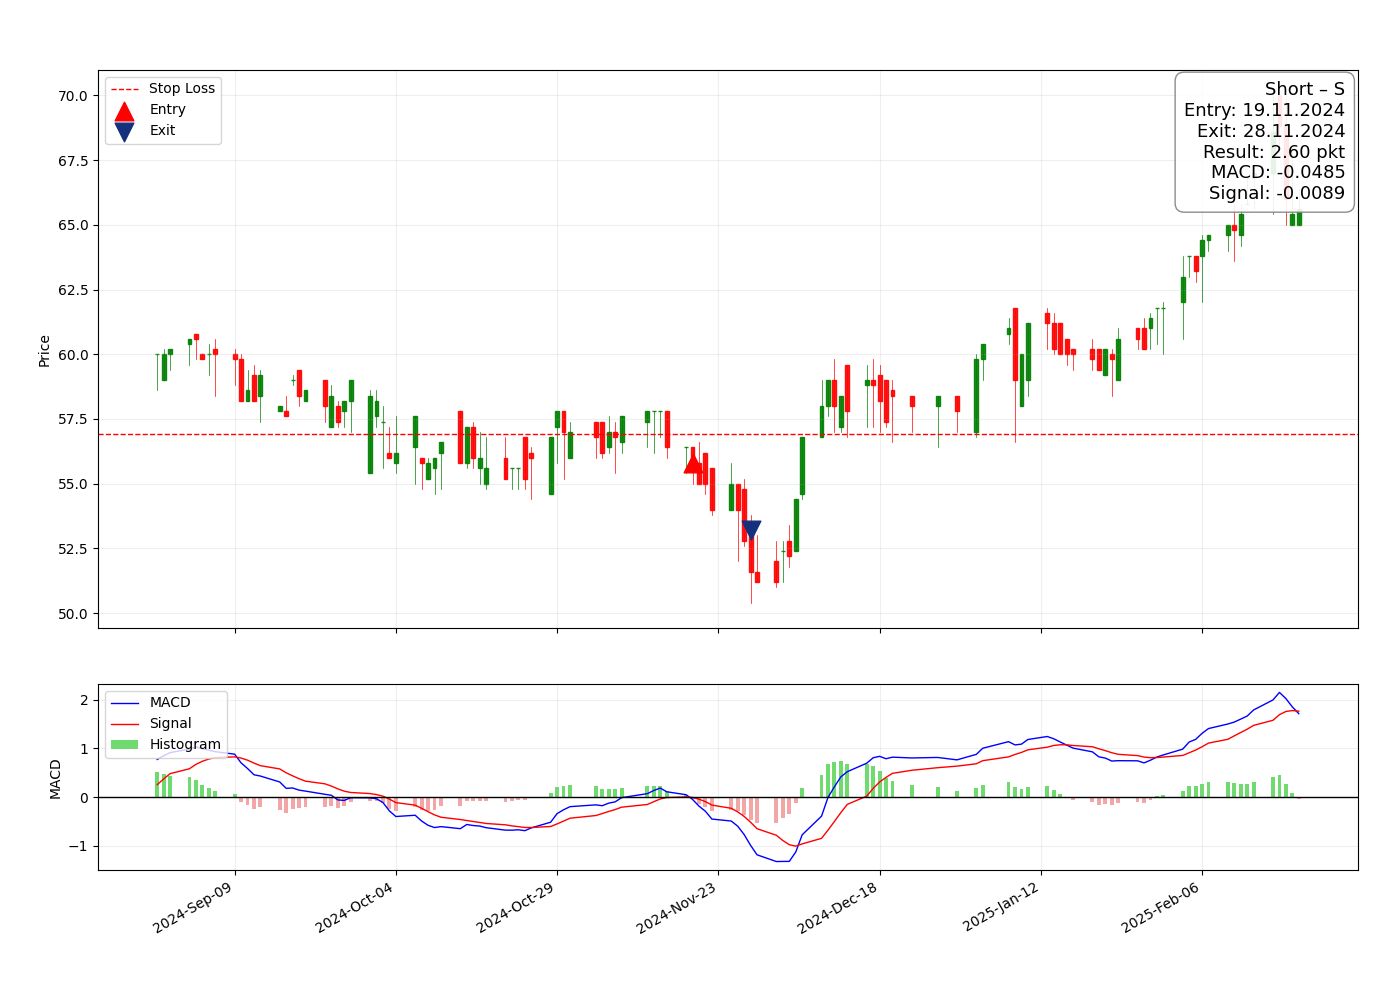 Stop Loss
Entry
Exit
Short – S
Entry: 19.11.2024
Exit: 28.11.2024
Result: 2.60 pkt
MACD: -0.0485
Signal: -0.0089
70.0
67.5
65.0
62.5
60.0
57.5
55.0
52.5
50.0
Price
MACD
Signal
Histogram
2
1
0
−1
MACD
2024-Sep-09
2024-Oct-04
2024-Oct-29
2024-Nov-23
2024-Dec-18
2025-Jan-12
2025-Feb-06